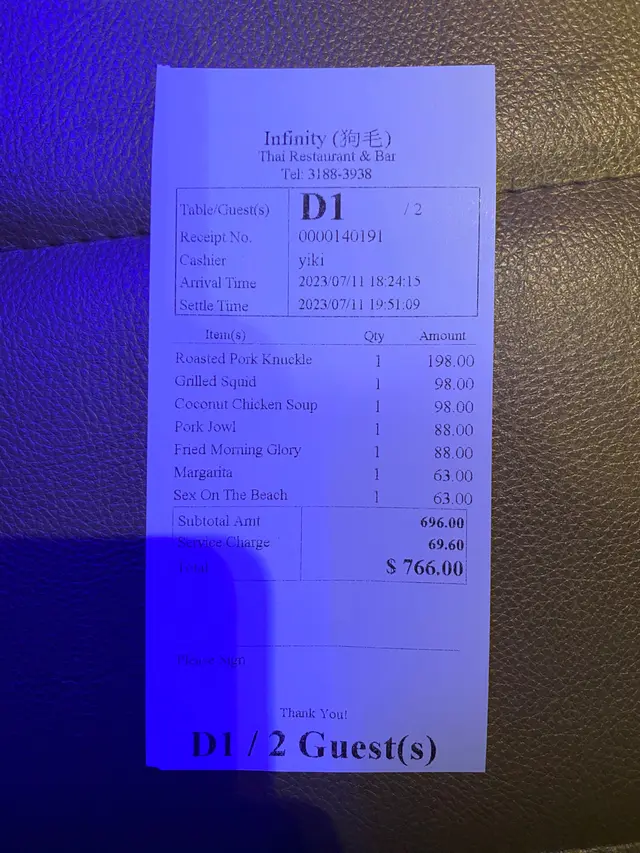 Infinity (狗毛)
Thai Restaurant & Bar
Tel: 3188-3938
Table/Guest(s) D1 / 2
Receipt No. 0000140191
Cashier yiki
Arrival Time 2023/07/11 18:24:15
Settle Time 2023/07/11 19:51:09
Item(s) Qty Amount
Roasted Pork Knuckle 1 198.00
Grilled Squid 1 98.00
Coconut Chicken Soup 1 98.00
Pork Jowl 1 88.00
Fried Morning Glory 1 88.00
Margarita 1 63.00
Sex On The Beach 1 63.00
Subtotal Amt 696.00
Service Charge 69.60
Total $ 766.00
Please Sign
Thank You!
D1 / 2 Guest(s)